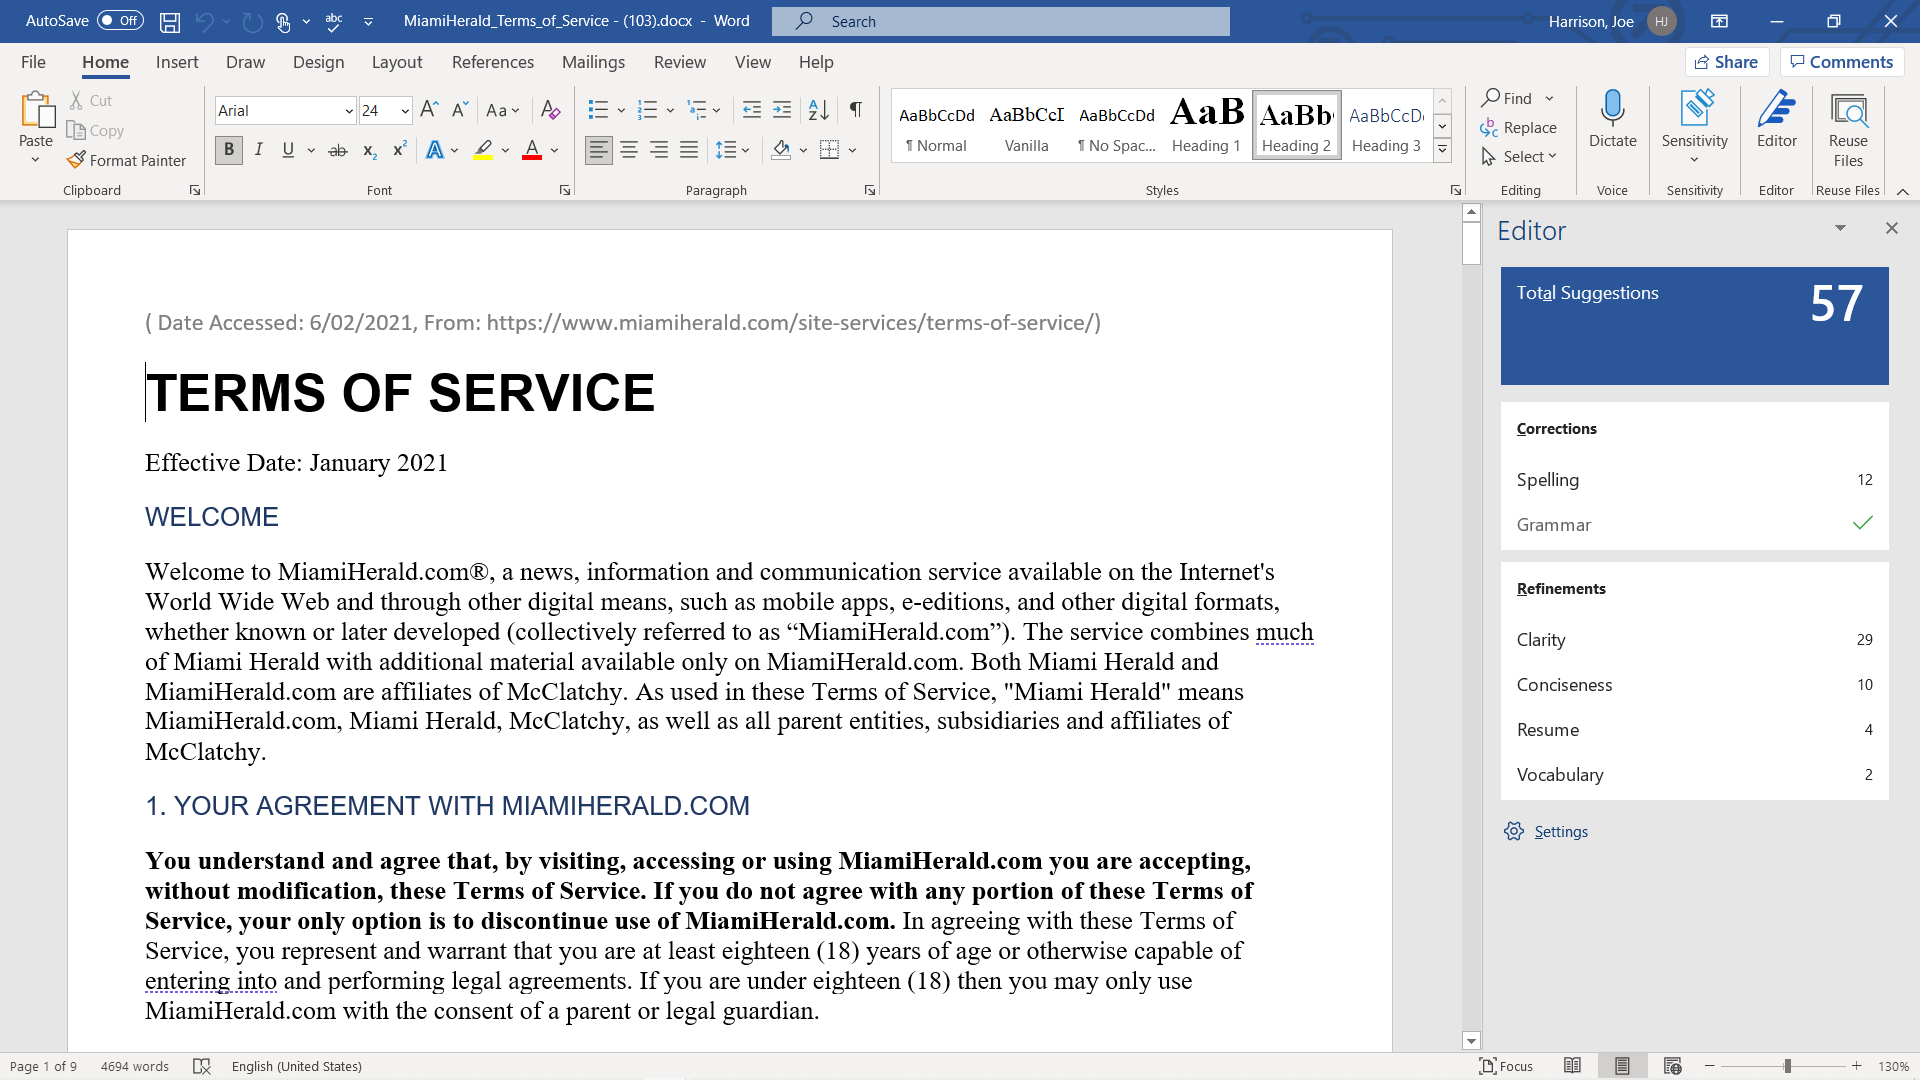 AutoSave Off MiamiHerald_Terms_of_Service - (103).docx - Word Search Harrison, Joe HJ
File Home Insert Draw Design Layout References Mailings Review View Help Share Comments
Paste Cut Copy Format Painter Clipboard
Arial 24 Aa B I U ab x2 x2 A A Font
Paragraph
AaBbCcDd ¶ Normal
AaBbCcI Vanilla
AaBbCcDd ¶ No Spac...
AaB Heading 1
AaBb( Heading 2
AaBbCcDc Heading 3
Styles
Find Replace Select Editing
Dictate Voice
Sensitivity Sensitivity
Editor Editor
Reuse Files Reuse Files
( Date Accessed: 6/02/2021, From: https://www.miamiherald.com/site-services/terms-of-service/)
TERMS OF SERVICE
Effective Date: January 2021
WELCOME
Welcome to MiamiHerald.com®, a news, information and communication service available on the Internet's
World Wide Web and through other digital means, such as mobile apps, e-editions, and other digital formats,
whether known or later developed (collectively referred to as “MiamiHerald.com”). The service combines much
of Miami Herald with additional material available only on MiamiHerald.com. Both Miami Herald and
MiamiHerald.com are affiliates of McClatchy. As used in these Terms of Service, "Miami Herald" means
MiamiHerald.com, Miami Herald, McClatchy, as well as all parent entities, subsidiaries and affiliates of
McClatchy.
1. YOUR AGREEMENT WITH MIAMIHERALD.COM
You understand and agree that, by visiting, accessing or using MiamiHerald.com you are accepting,
without modification, these Terms of Service. If you do not agree with any portion of these Terms of
Service, your only option is to discontinue use of MiamiHerald.com. In agreeing with these Terms of
Service, you represent and warrant that you are at least eighteen (18) years of age or otherwise capable of
entering into and performing legal agreements. If you are under eighteen (18) then you may only use
MiamiHerald.com with the consent of a parent or legal guardian.
Editor
Total Suggestions 57
Corrections
Spelling 12
Grammar
Refinements
Clarity 29
Conciseness 10
Resume 4
Vocabulary 2
Settings
Page 1 of 9 4694 words English (United States) Focus 130%